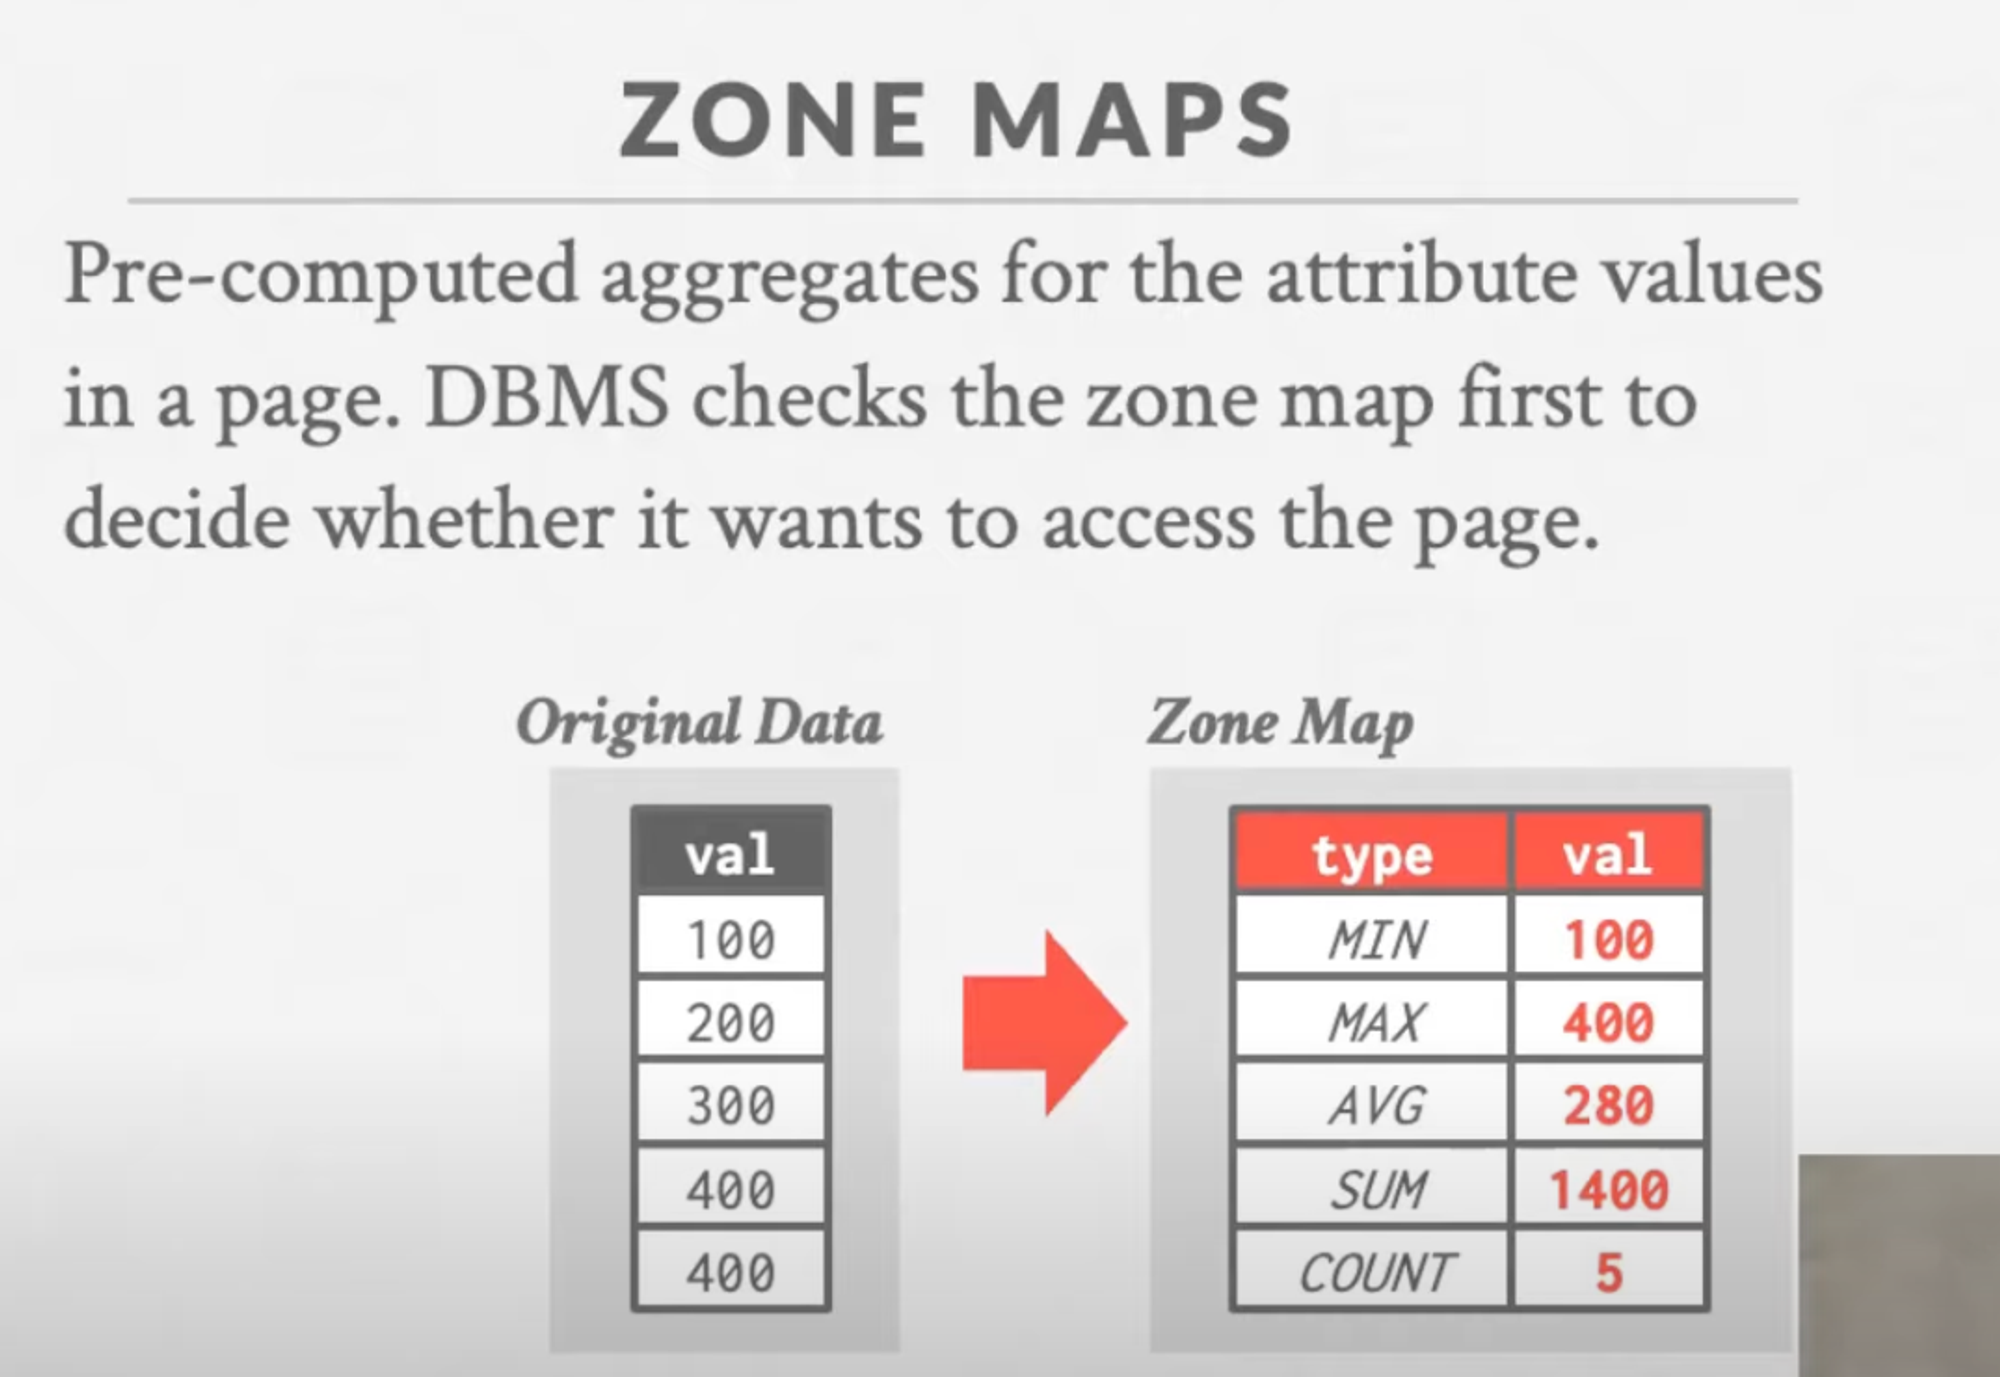 ZONE MAPS
Pre-computed aggregates for the attribute values
in a page. DBMS checks the zone map first to
decide whether it wants to access the page.
Original Data
val
100
200
300
400
400
Zone Map
type val
MIN 100
MAX 400
AVG 280
SUM 1400
COUNT 5